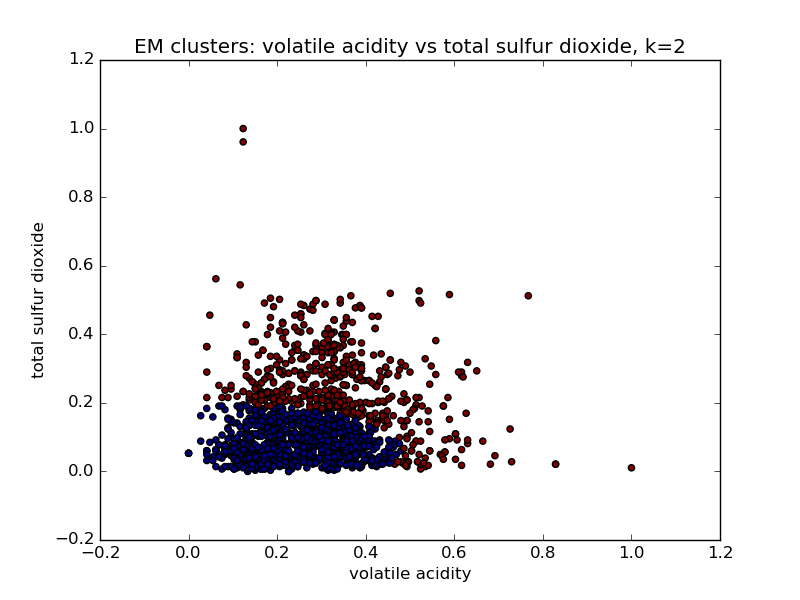 EM clusters: volatile acidity vs total sulfur dioxide, k=2
1.2
1.0
0.8
0.6
0.4
0.2
0.0
−0.2
total sulfur dioxide
−0.2 0.0 0.2 0.4 0.6 0.8 1.0 1.2
volatile acidity